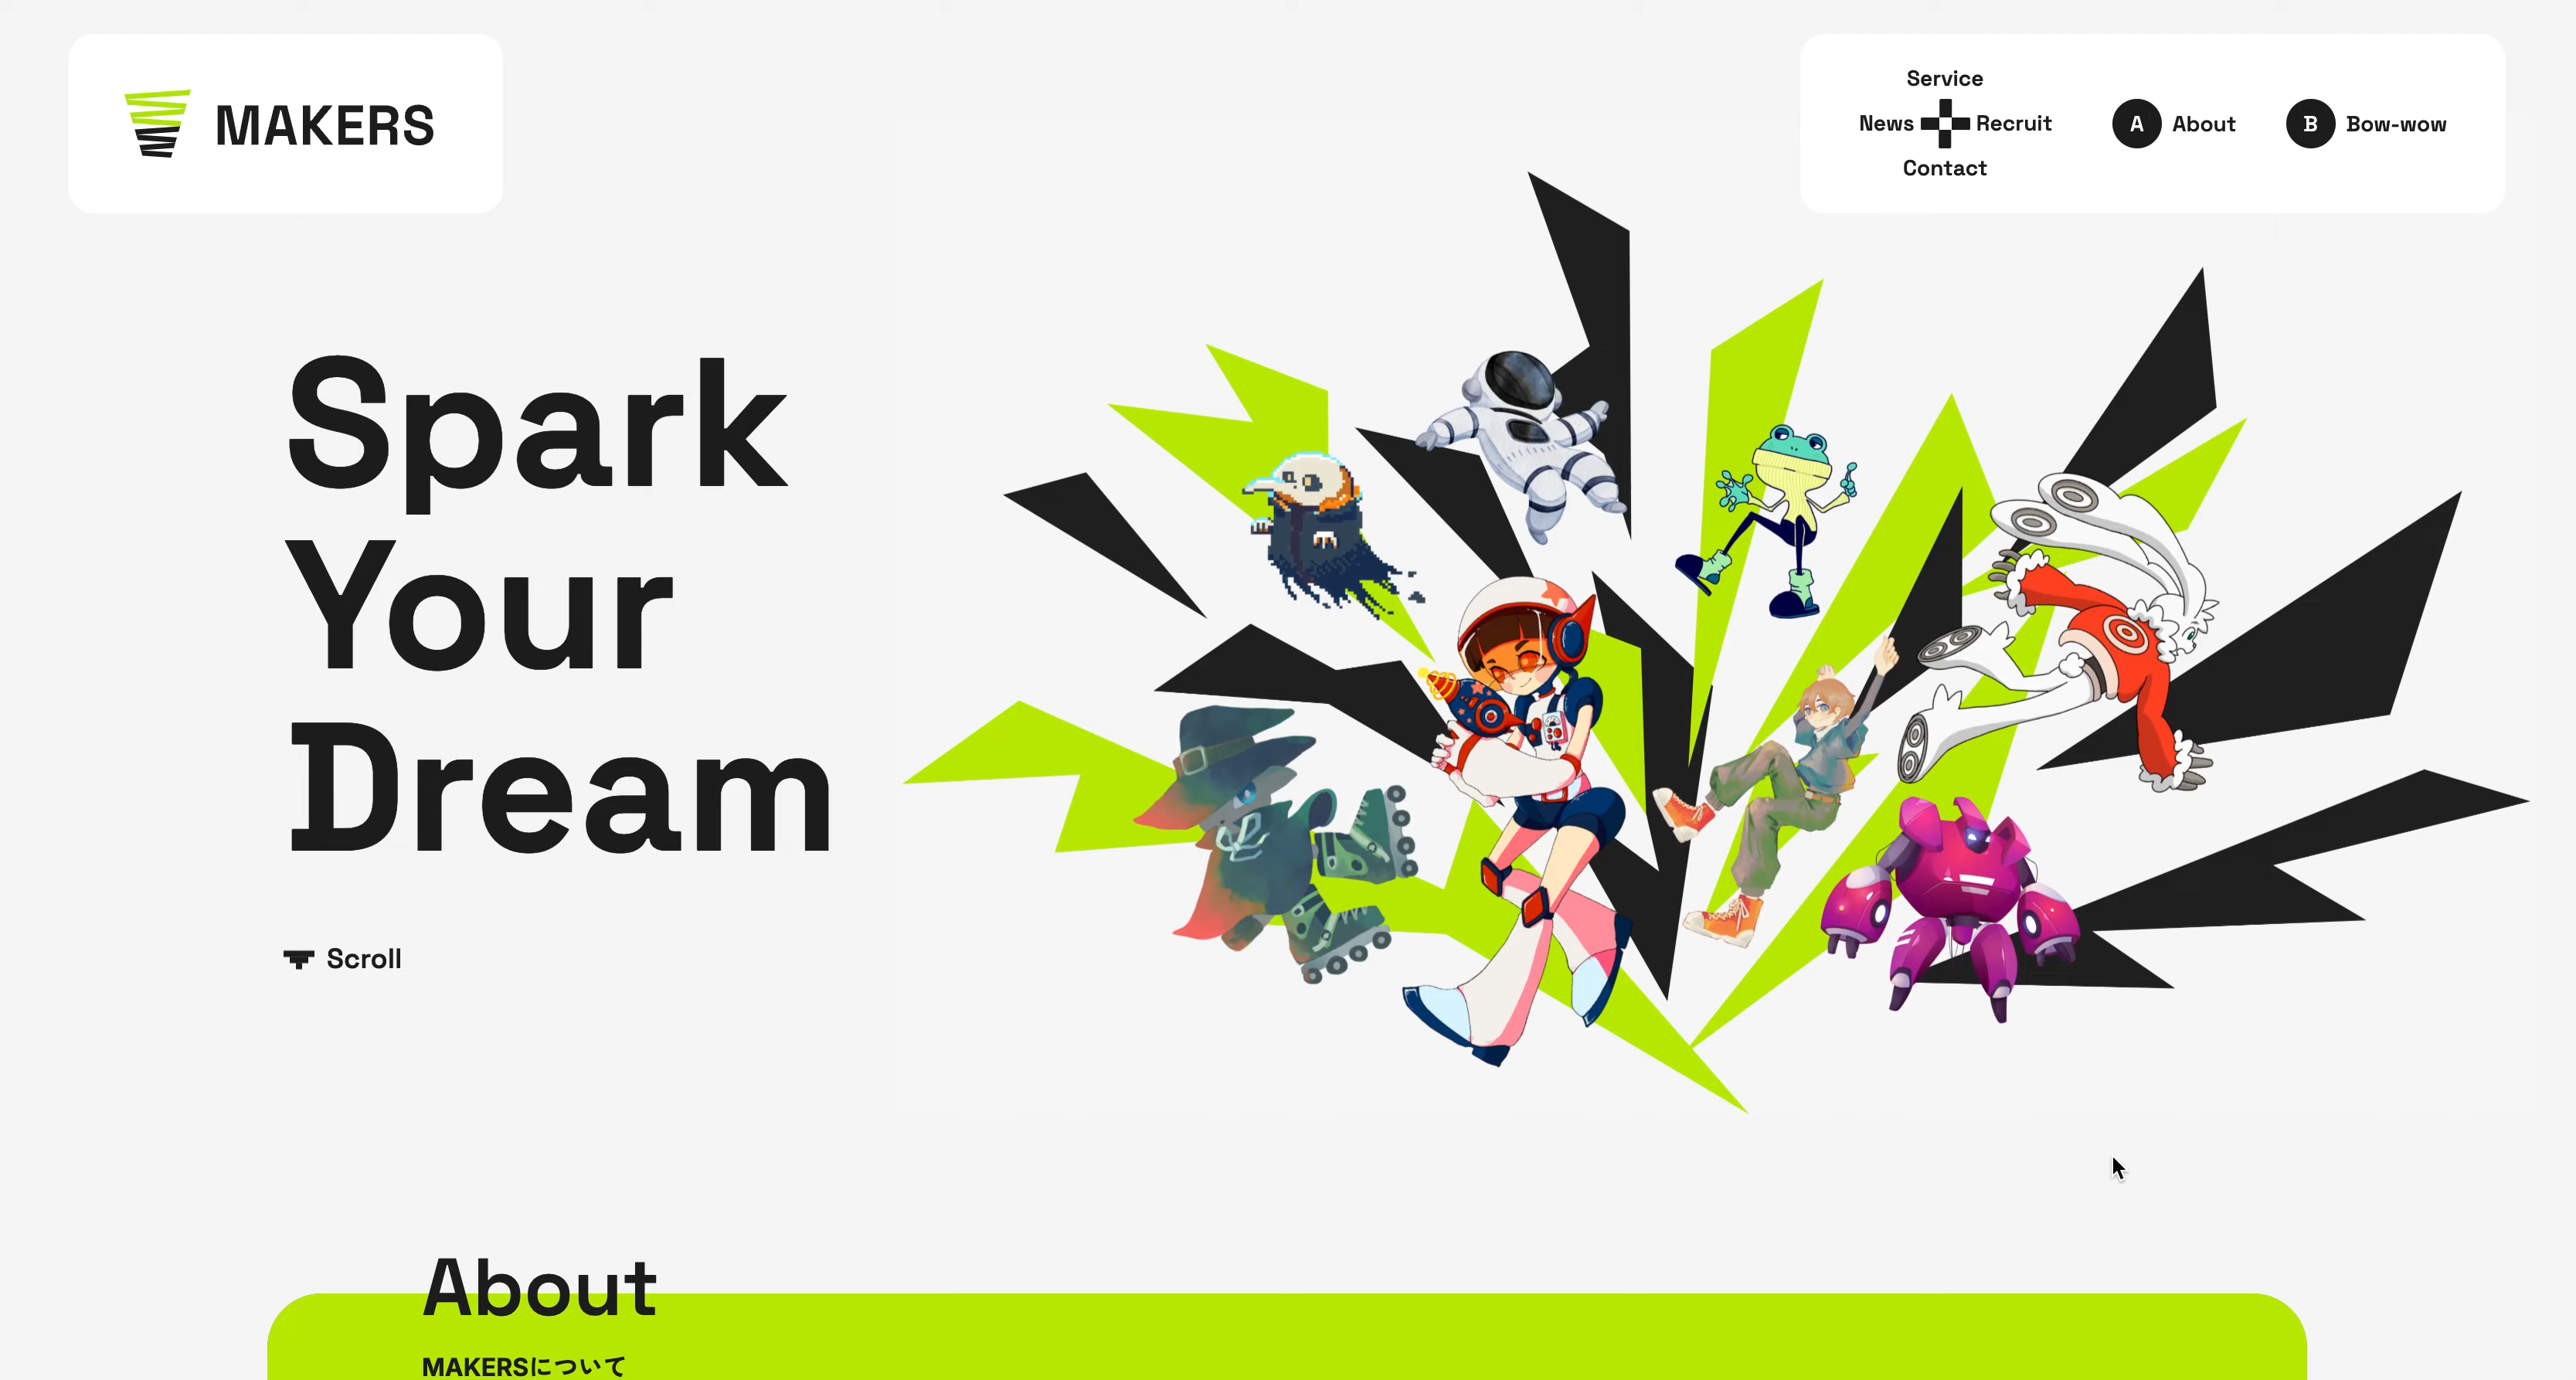 MAKERS
Service
News
Recruit
Contact
A About
B Bow-wow
Spark
Your
Dream
Scroll
About
MAKERSについて